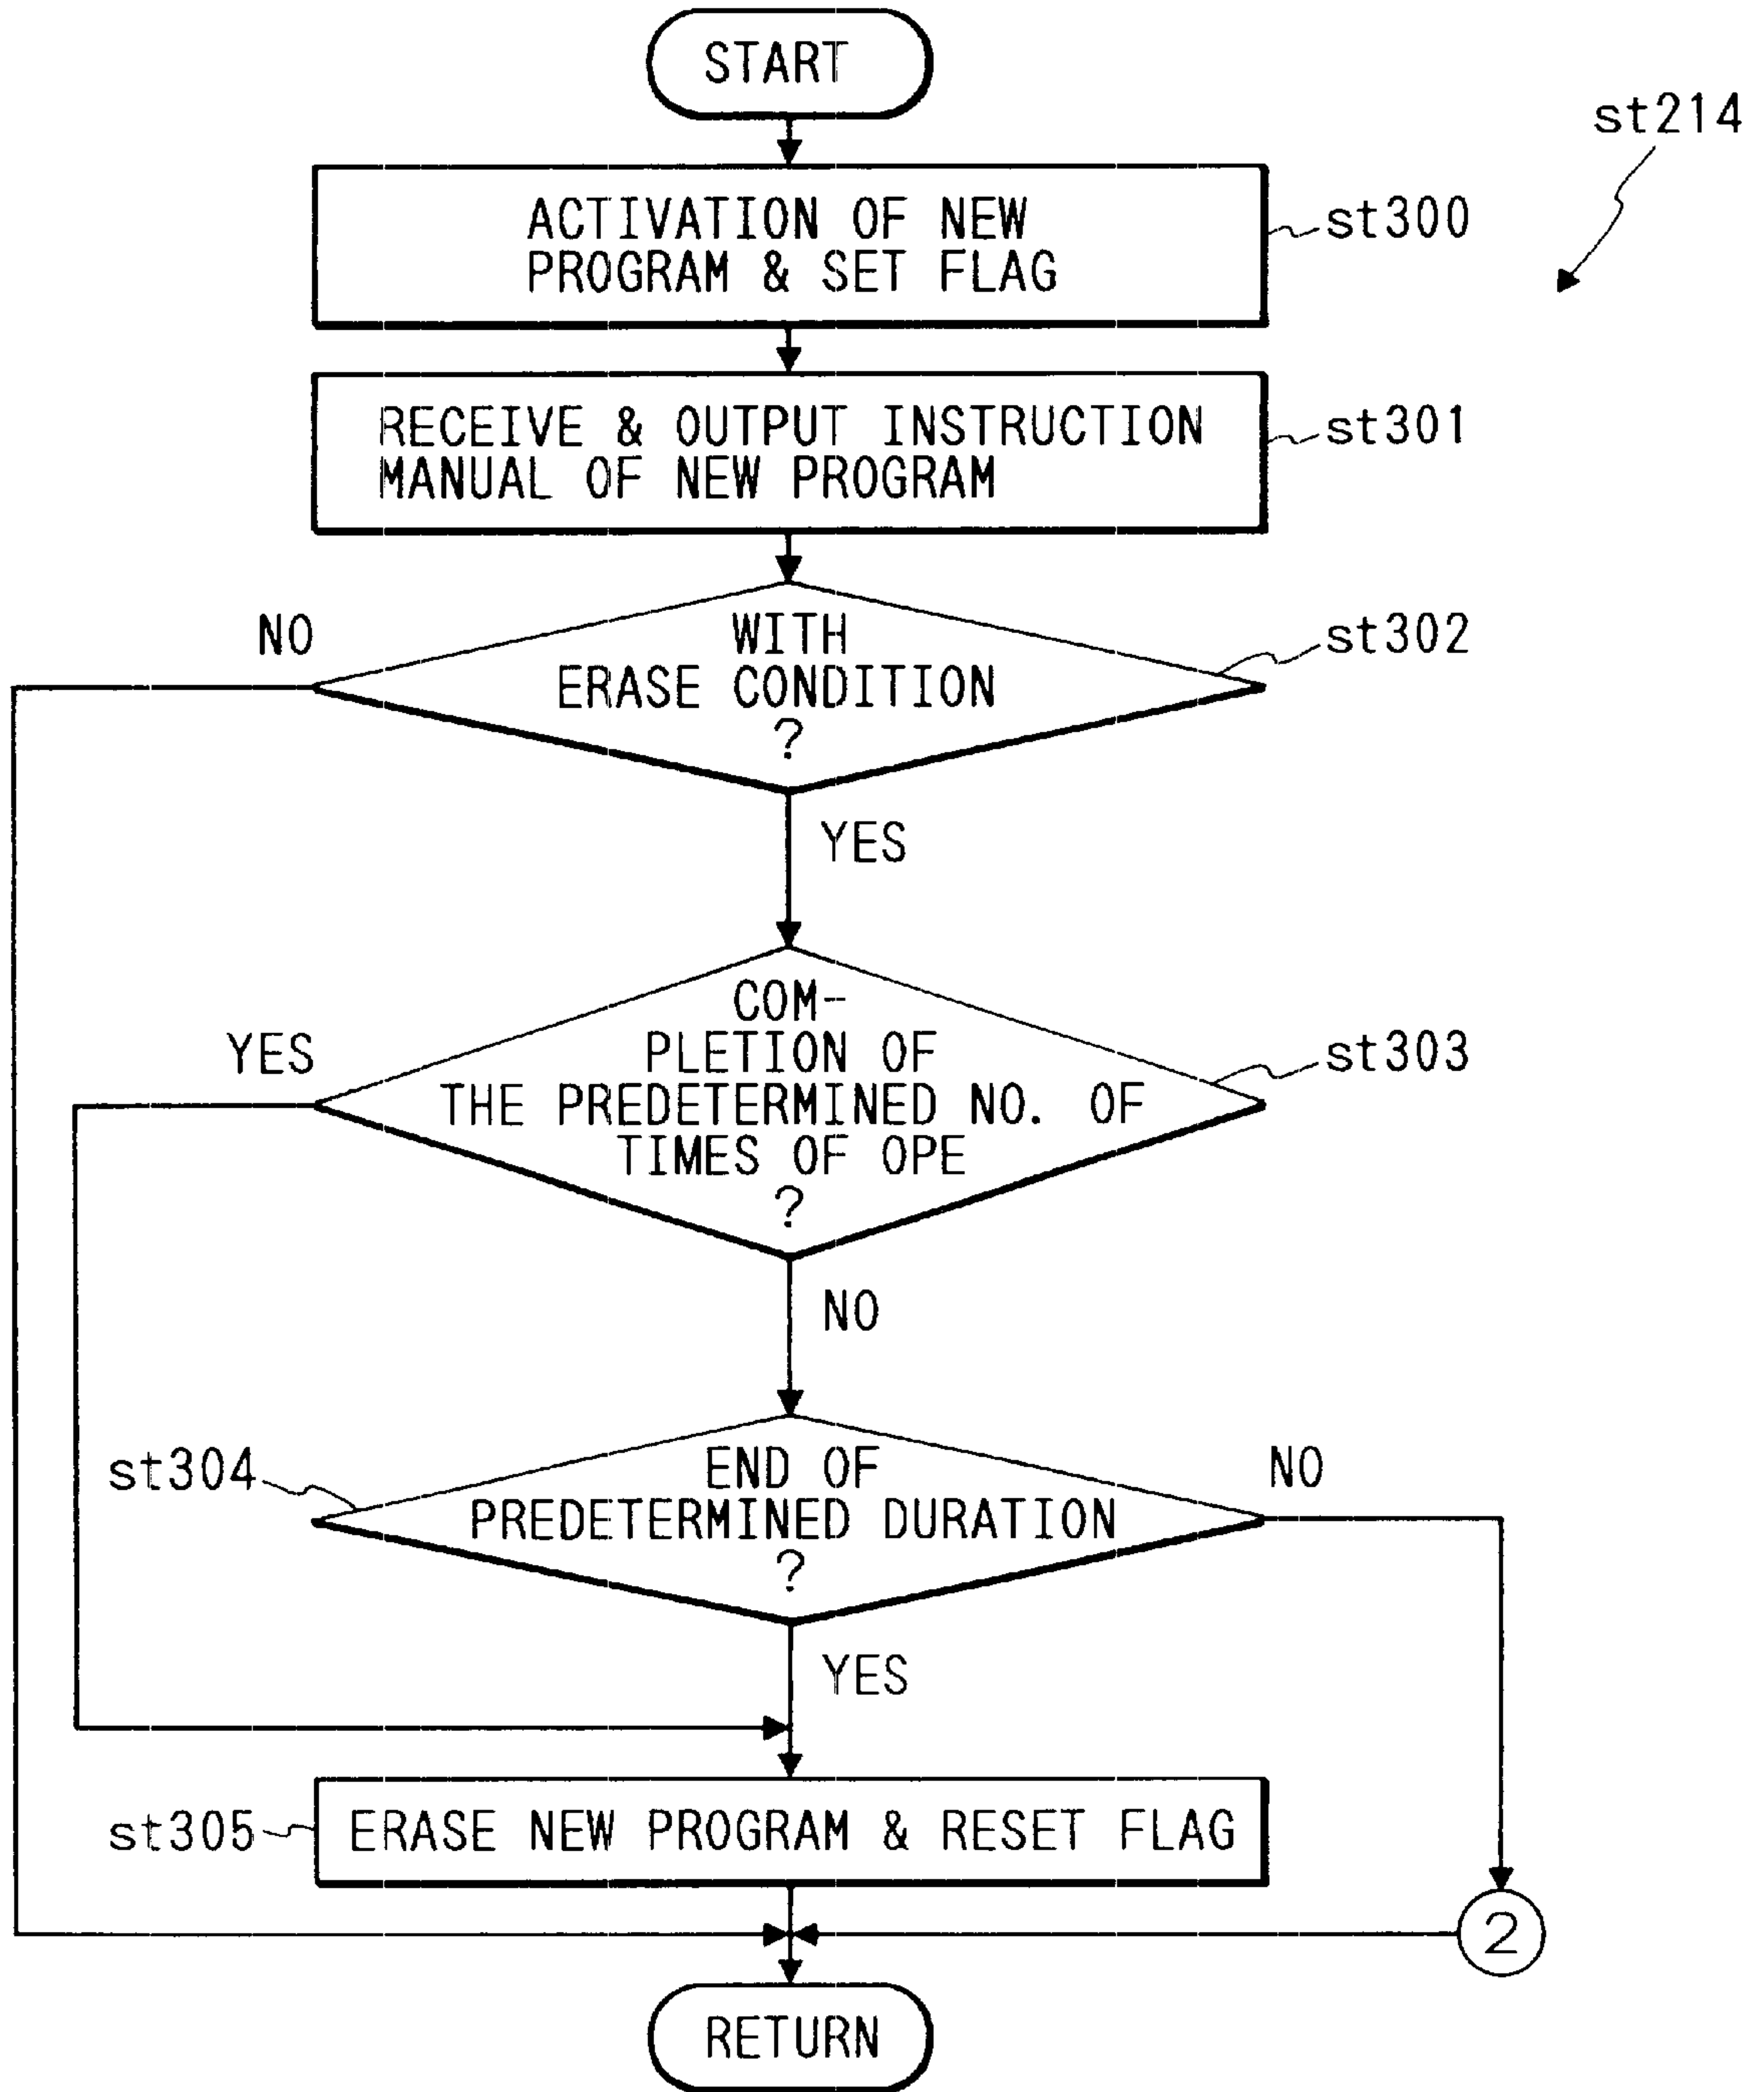 START
st214
ACTIVATION OF NEW
PROGRAM & SET FLAG
st300
RECEIVE & OUTPUT INSTRUCTION
MANUAL OF NEW PROGRAM
st301
NO
WITH
ERASE CONDITION
?
st302
YES
COM-
PLETION OF
THE PREDETERMINED NO. OF
TIMES OF OPE
?
YES
st303
NO
st304
END OF
PREDETERMINED DURATION
?
NO
YES
st305
ERASE NEW PROGRAM & RESET FLAG
2
RETURN